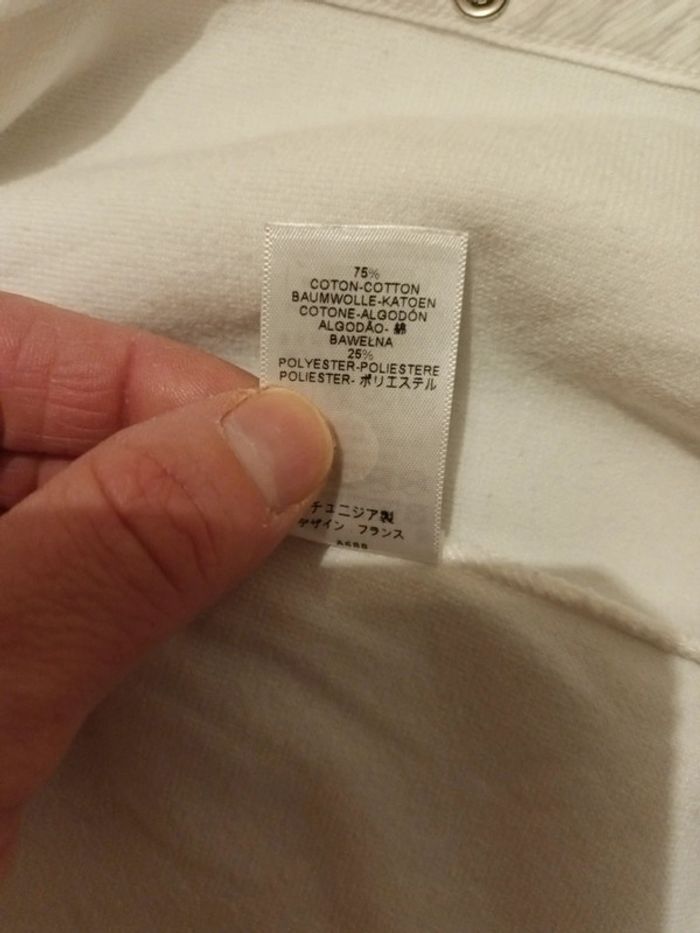 75%
COTON-COTTON
BAUMWOLLE-KATOEN
COTONE-ALGODÓN
ALGODÃO- 綿
BAWEŁNA
25%
POLYESTER-POLIESTERE
POLIESTER- ポリエステル
チュニジア製
デザイン フランス